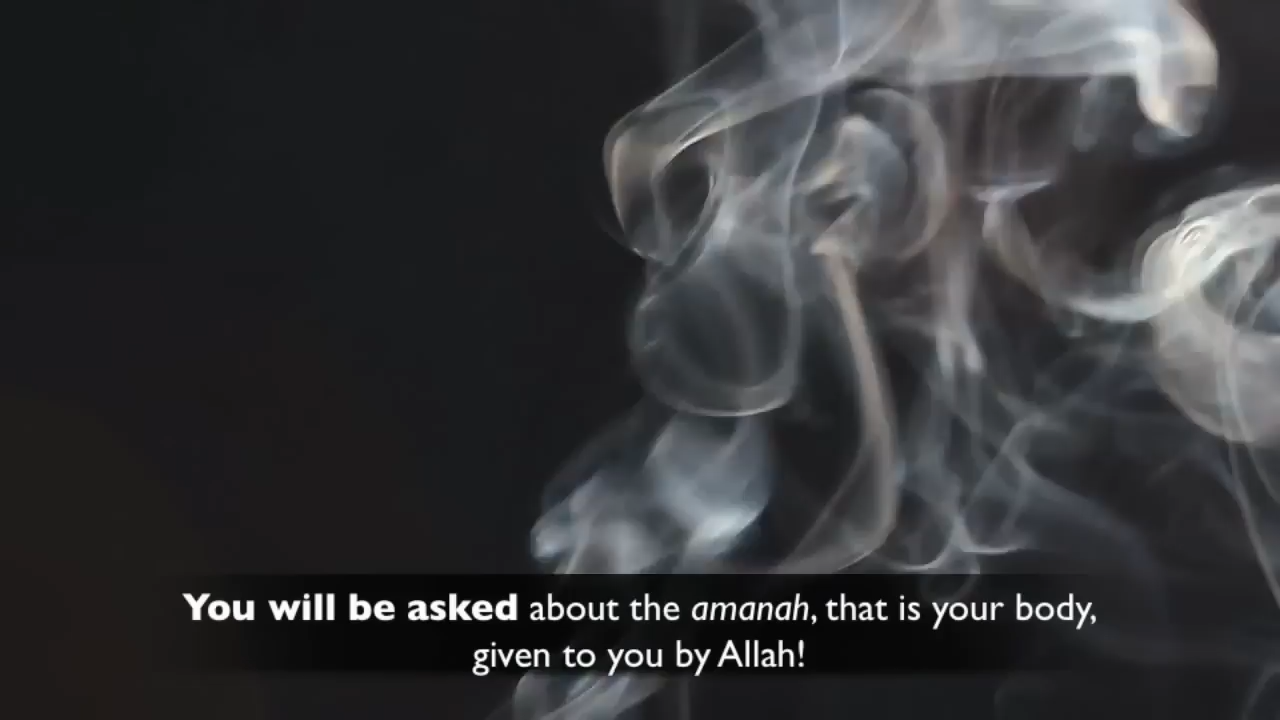 You will be asked about the amanah, that is your body,
given to you by Allah!